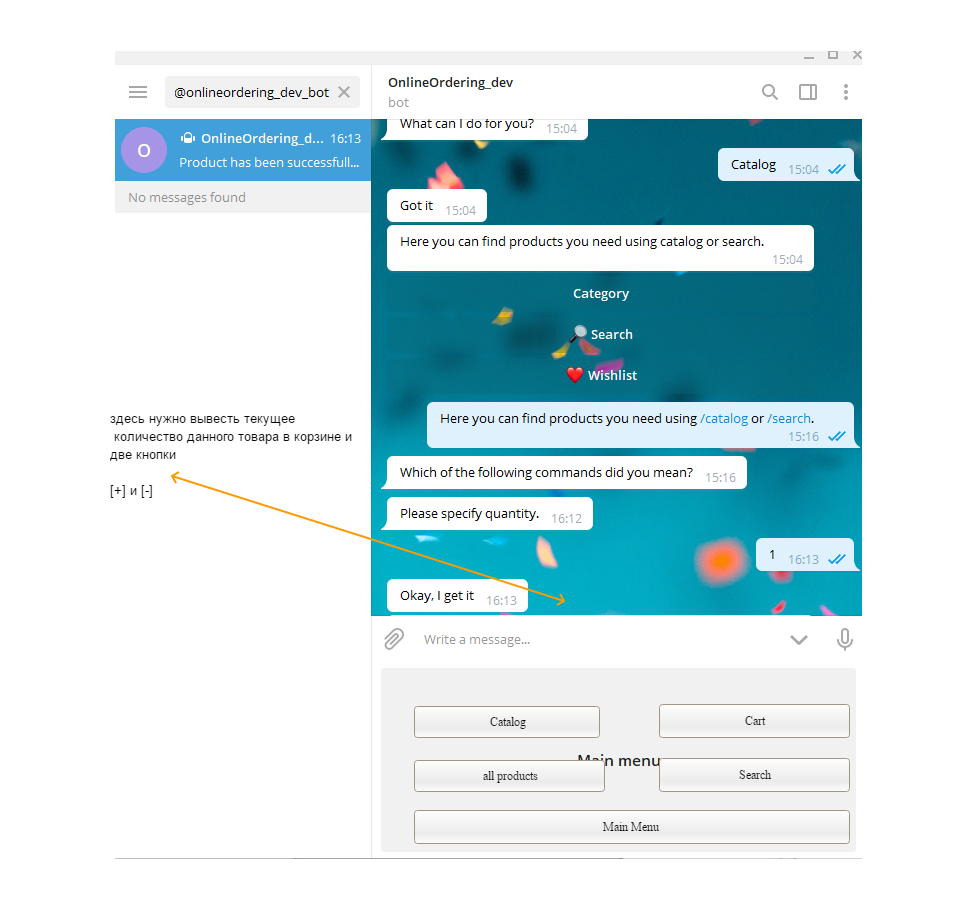 @onlineordering_dev_bot
OnlineOrdering_dev
bot
O
OnlineOrdering_d... 16:13
Product has been successfull...
No messages found
What can I do for you? 15:04
Catalog 15:04
Got it 15:04
Here you can find products you need using catalog or search.
15:04
Category
Search
Wishlist
Here you can find products you need using /catalog or /search.
15:16
Which of the following commands did you mean? 15:16
Please specify quantity. 16:12
1 16:13
Okay, I get it 16:13
здесь нужно вывесть текущее
количество данного товара в корзине и
две кнопки
[+] и [-]
Write a message...
Catalog
Cart
Main menu
all products
Search
Main Menu